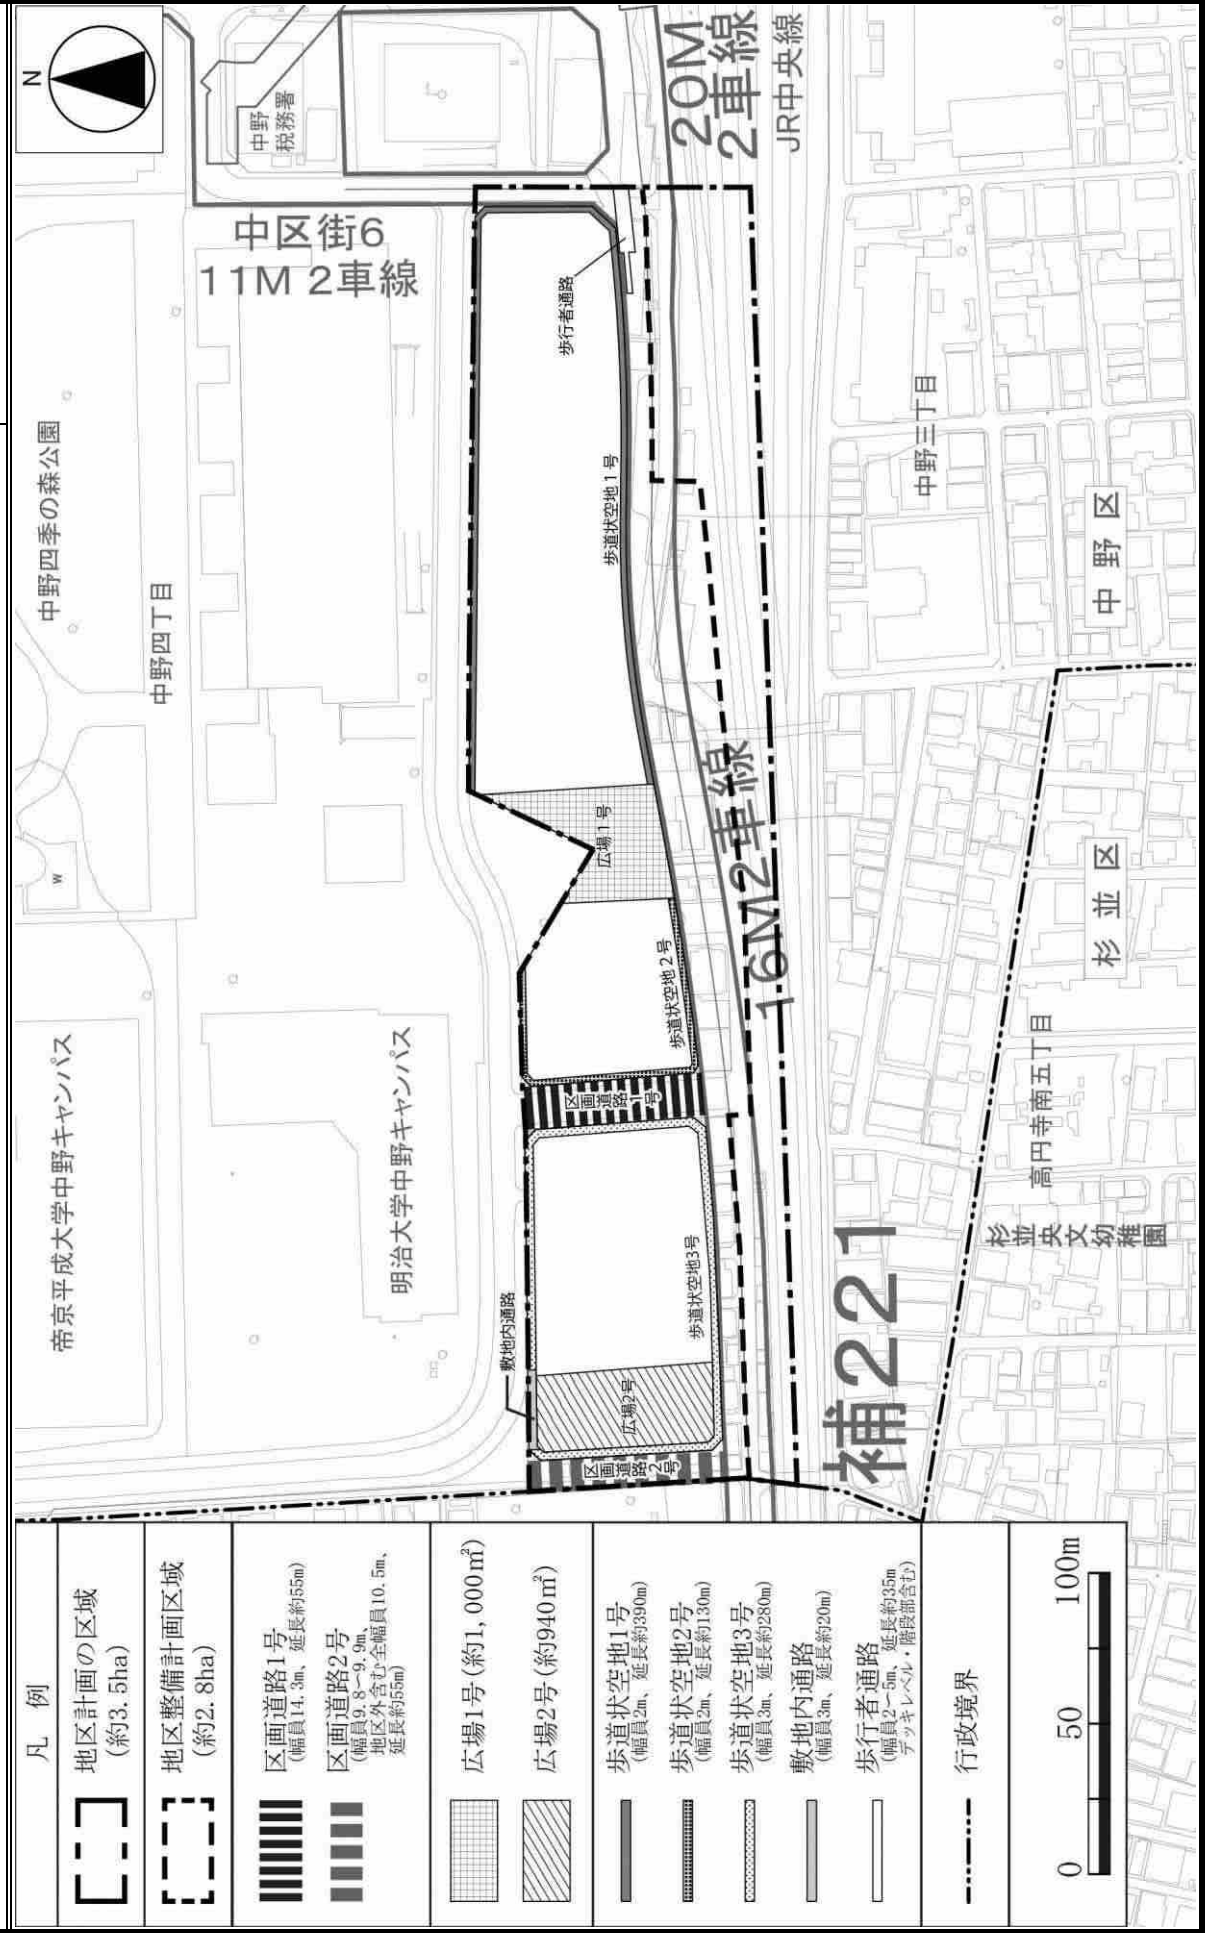 N
中野
税務署
中区街6
11M 2車線
20M
2車線
JR中央線
歩行者通路
歩道状空地1号
中野四季の森公園
中野四丁目
中野三丁目
中野区
広場1号
16M2車線
W
歩道状空地2号
杉並区
区画
道路
1
号
帝京平成大学中野キャンパス
明治大学中野キャンパス
高円寺南五丁目
杉並央文幼稚園
歩道状空地3号
敷地内通路
広場2号
補221
区画
道路
2
号
凡例
地区計画の区域
(約3.5ha)
地区整備計画区域
(約2.8ha)
区画道路1号
(幅員14.3m、延長約55m)
区画道路2号
(幅員9.8~9.9m、
地区外含む全幅員10.5m、
延長約55m)
広場1号(約1,000㎡)
広場2号(約940㎡)
歩道状空地1号
(幅員2m、延長約390m)
歩道状空地2号
(幅員2m、延長約130m)
歩道状空地3号
(幅員3m、延長約280m)
敷地内通路
(幅員3m、延長約20m)
歩行者通路
(幅員2~5m、延長約35m
デッキレベル・階段部含む)
行政境界
0 50 100m